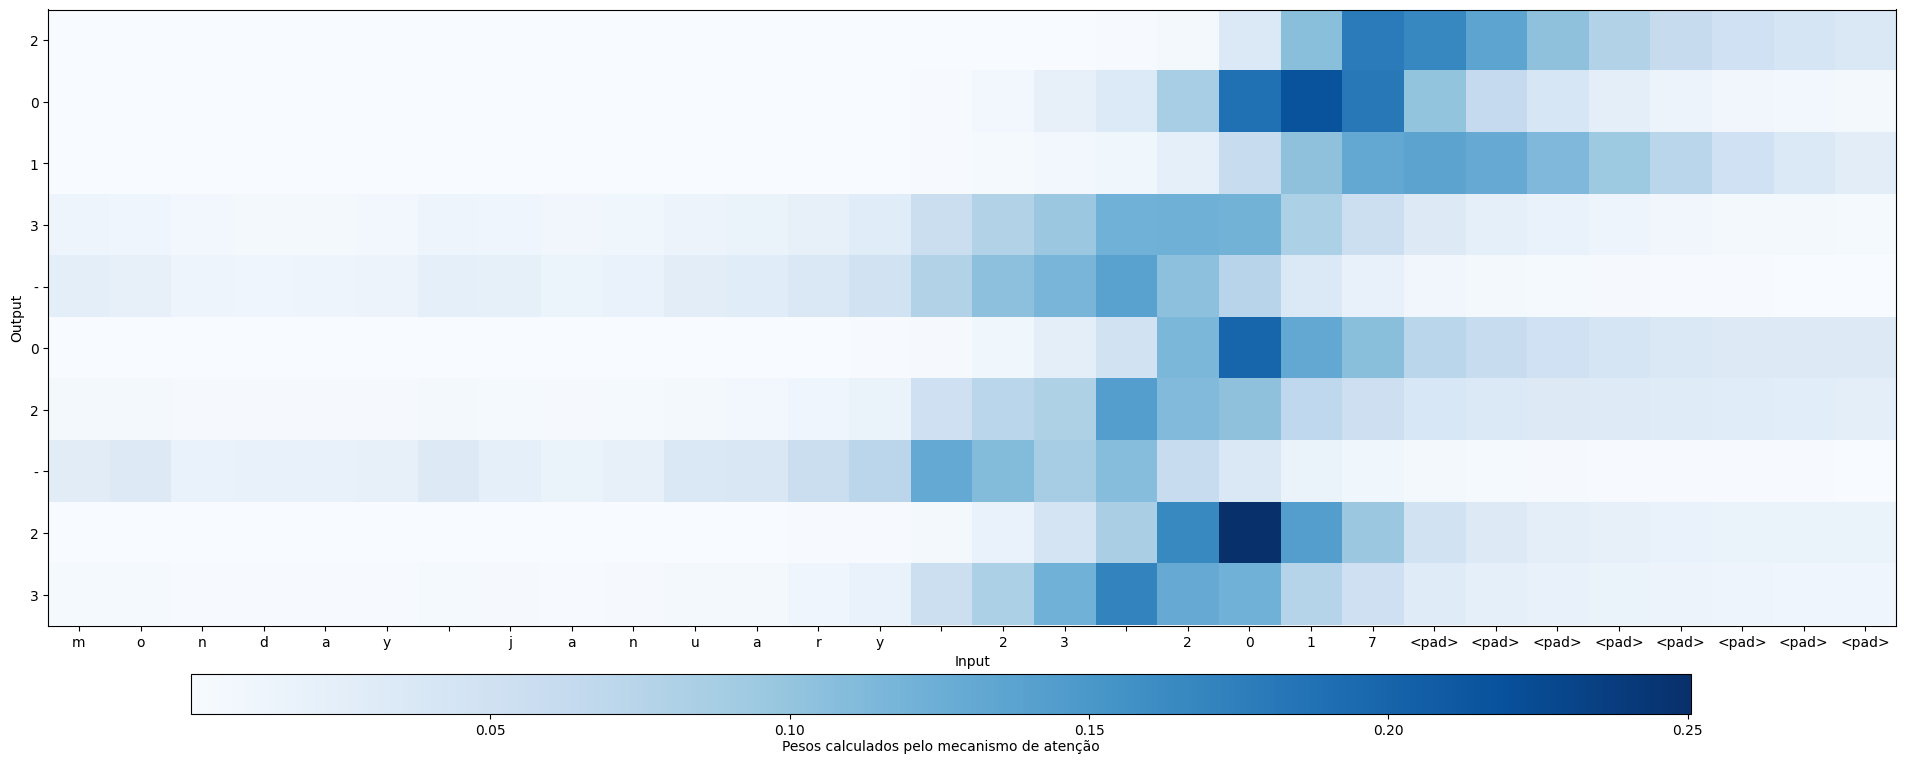 2
0
1
3
-
0
2
-
2
3
Output
m o n d a y j a n u a r y 2 3 2 0 1 7 <pad> <pad> <pad> <pad> <pad> <pad> <pad> <pad>
Input
0.05 0.10 0.15 0.20 0.25
Pesos calculados pelo mecanismo de atenção